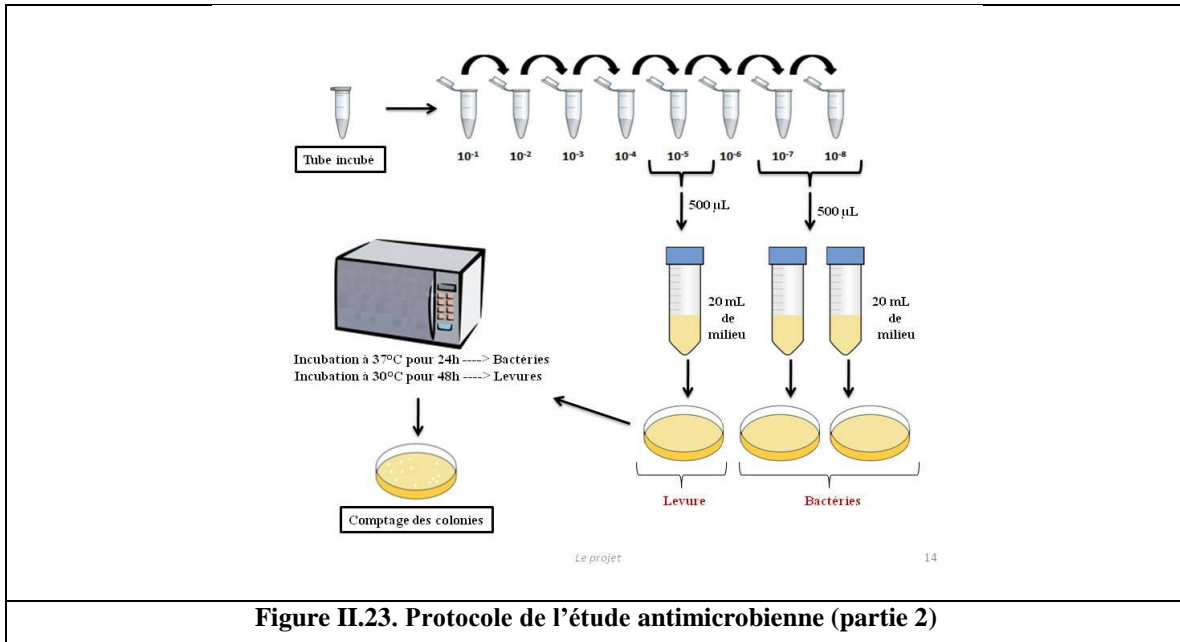 Tube incubé
10-1 10-2 10-3 10-4 10-5 10-6 10-7 10-8
500 µL
500 µL
20 mL
de
milieu
20 mL
de
milieu
Incubation à 37°C pour 24h ----> Bactéries
Incubation à 30°C pour 48h ----> Levures
Levure
Bactéries
Comptage des colonies
Le projet
14
Figure II.23. Protocole de l’étude antimicrobienne (partie 2)